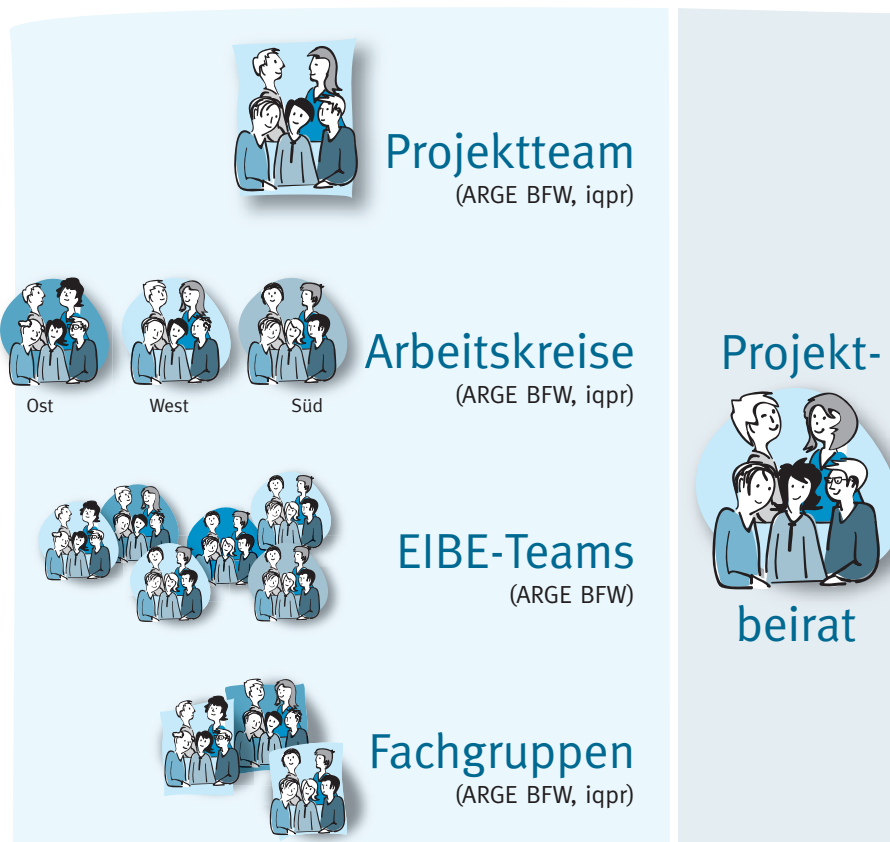 Projektteam
(ARGE BFW, iqpr)
Arbeitskreise
(ARGE BFW, iqpr)
Ost
West
Süd
EIBE-Teams
(ARGE BFW)
Fachgruppen
(ARGE BFW, iqpr)
Projekt-
beirat